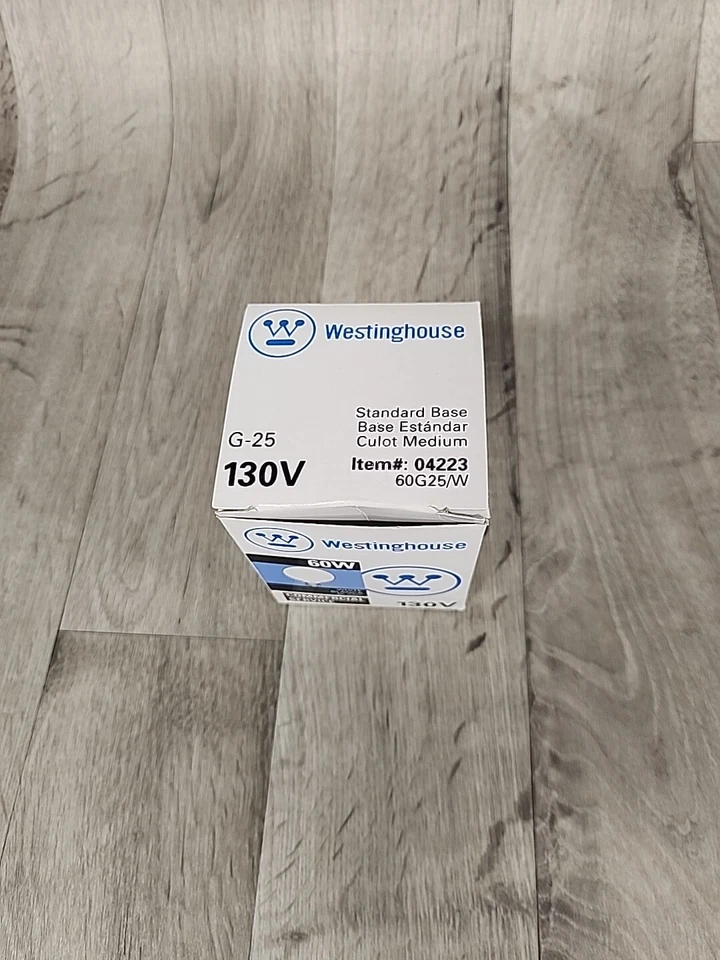 Westinghouse
Standard Base
Base Estándar
Culot Medium
G-25
Item#: 04223
130V
60G25/W
Westinghouse
60W
130V